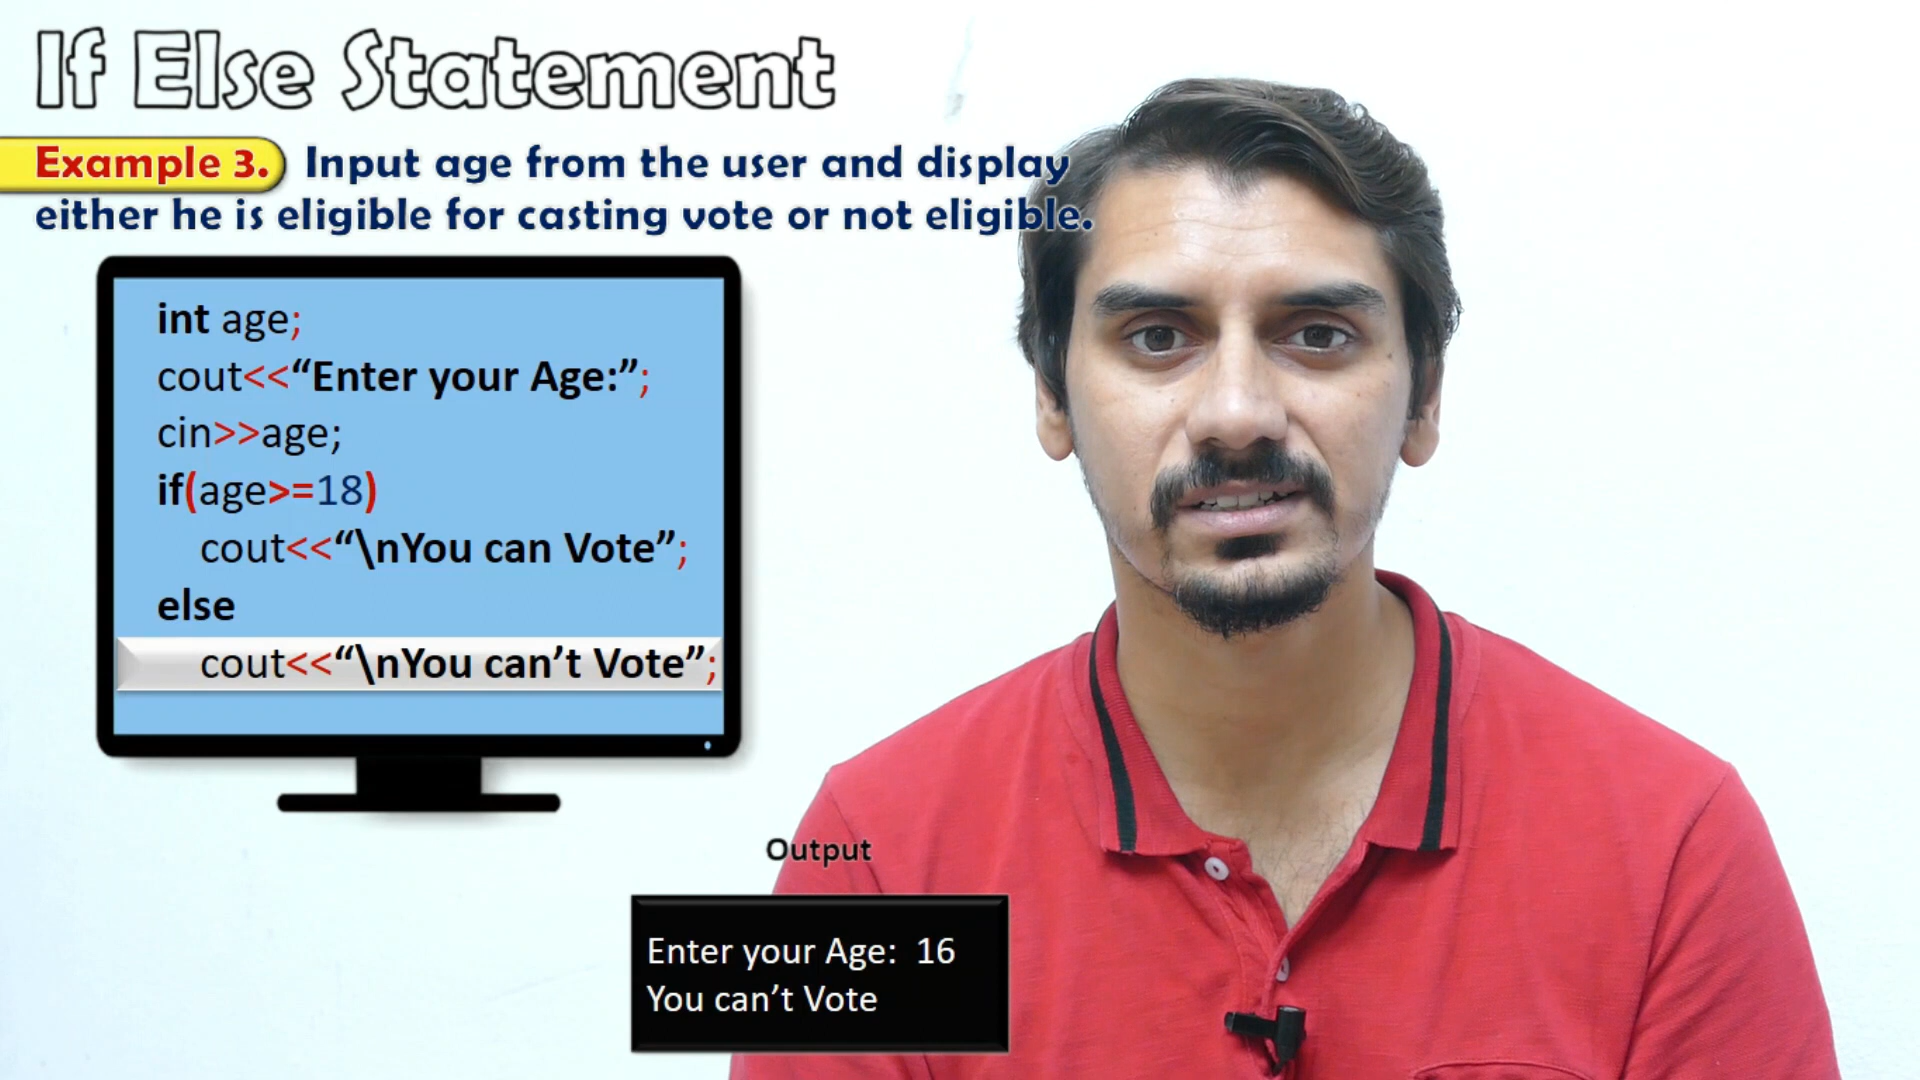 If Else Statement
Example 3. Input age from the user and display
either he is eligible for casting vote or not eligible.
int age;
cout<<“Enter your Age:”;
cin>>age;
if(age>=18)
cout<<“\nYou can Vote”;
else
cout<<“\nYou can’t Vote”;
Output
Enter your Age:  16
You can’t Vote